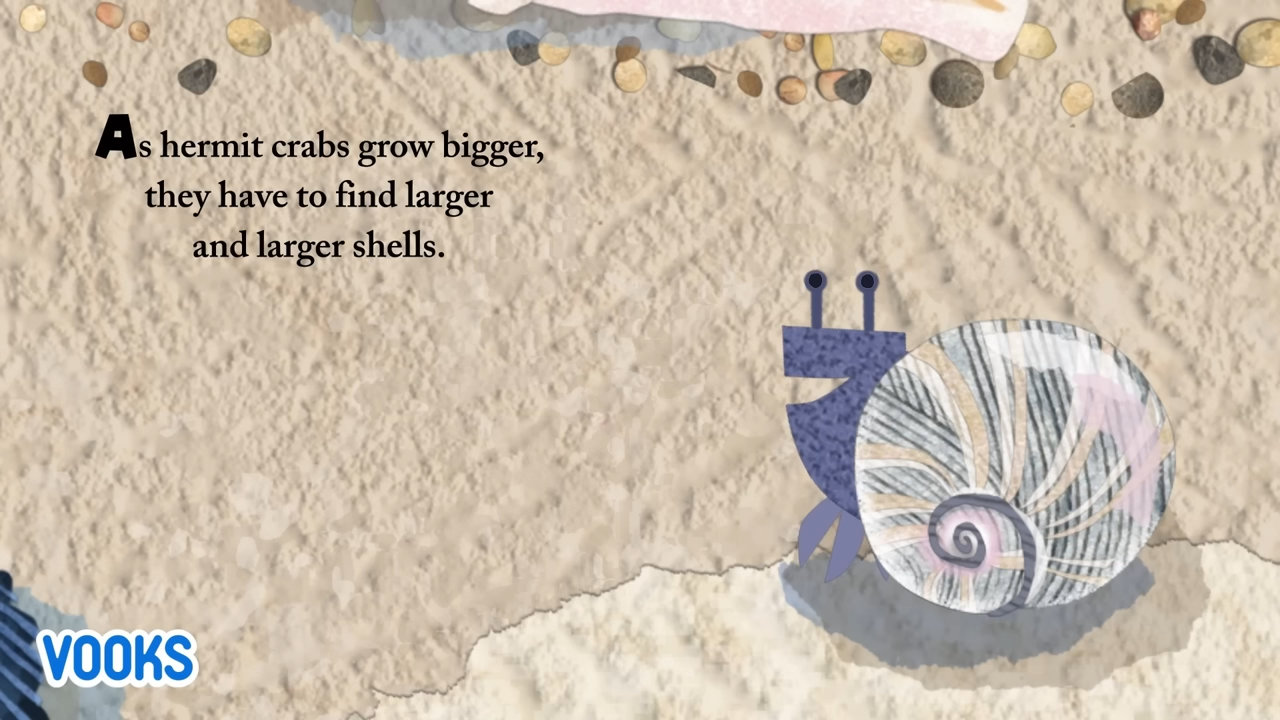 As hermit crabs grow bigger,
they have to find larger
and larger shells.
VOOKS